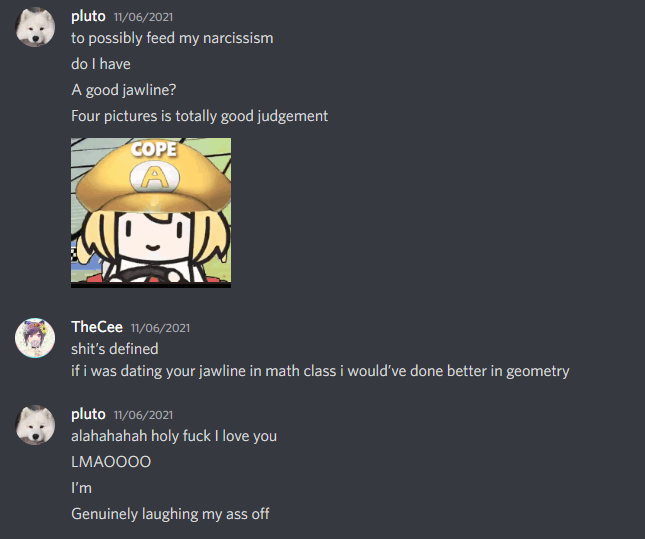 pluto 11/06/2021
to possibly feed my narcissism
do I have
A good jawline?
Four pictures is totally good judgement
COPE
A
TheCee 11/06/2021
shit's defined
if i was dating your jawline in math class i would've done better in geometry
pluto 11/06/2021
alahahahah holy fuck I love you
LMAOOOO
I'm
Genuinely laughing my ass off